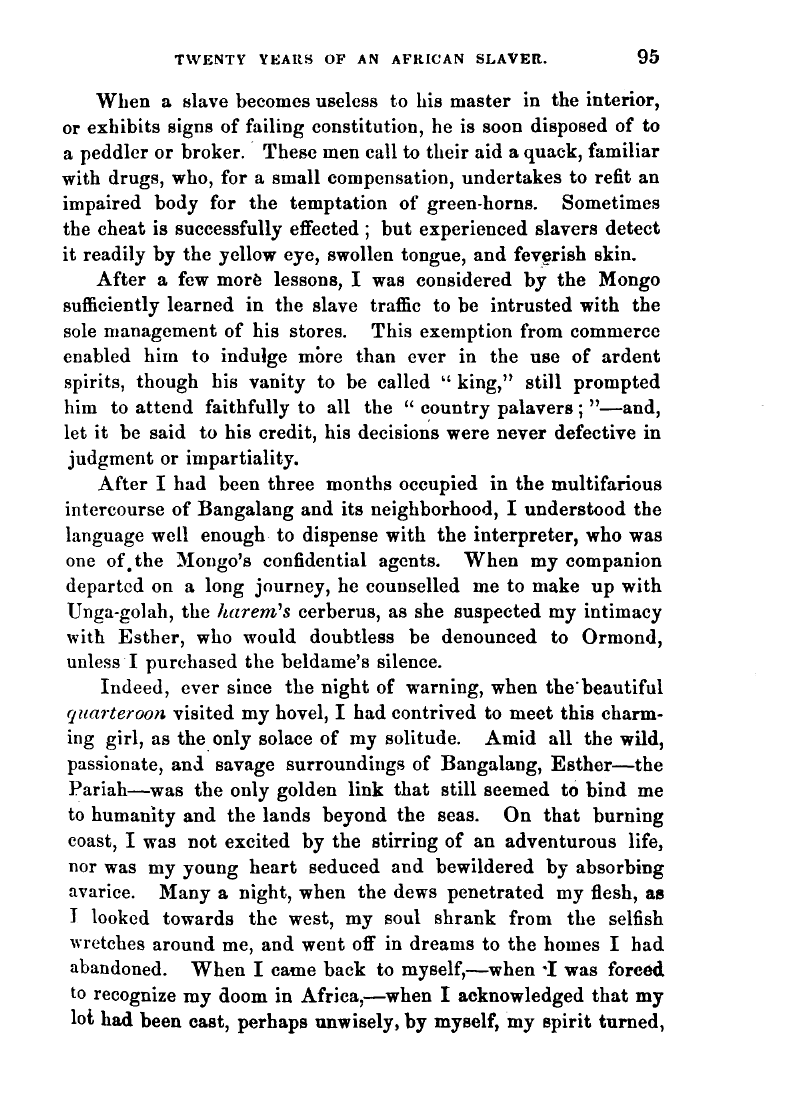 TWENTY YEARS OF AN AFRICAN SLAVER. 95
When a slave becomes useless to his master in the interior,
or exhibits signs of failing constitution, he is soon disposed of to
a peddler or broker. These men call to their aid a quack, familiar
with drugs, who, for a small compensation, undertakes to refit an
impaired body for the temptation of green-horns. Sometimes
the cheat is successfully effected ; but experienced slavers detect
it readily by the yellow eye, swollen tongue, and feverish skin.
After a few more lessons, I was considered by the Mongo
sufficiently learned in the slave traffic to be intrusted with the
sole management of his stores. This exemption from commerce
enabled him to indulge more than ever in the use of ardent
spirits, though his vanity to be called “ king,” still prompted
him to attend faithfully to all the “ country palavers ; ”—and,
let it be said to his credit, his decisions were never defective in
judgment or impartiality.
After I had been three months occupied in the multifarious
intercourse of Bangalang and its neighborhood, I understood the
language well enough to dispense with the interpreter, who was
one of the Mongo’s confidential agents. When my companion
departed on a long journey, he counselled me to make up with
Unga-golah, the harem’s cerberus, as she suspected my intimacy
with Esther, who would doubtless be denounced to Ormond,
unless I purchased the beldame’s silence.
Indeed, ever since the night of warning, when the beautiful
quarteroon visited my hovel, I had contrived to meet this charm-
ing girl, as the only solace of my solitude. Amid all the wild,
passionate, and savage surroundings of Bangalang, Esther—the
Pariah—was the only golden link that still seemed to bind me
to humanity and the lands beyond the seas. On that burning
coast, I was not excited by the stirring of an adventurous life,
nor was my young heart seduced and bewildered by absorbing
avarice. Many a night, when the dews penetrated my flesh, as
I looked towards the west, my soul shrank from the selfish
wretches around me, and went off in dreams to the homes I had
abandoned. When I came back to myself,—when I was forced
to recognize my doom in Africa,—when I acknowledged that my
lot had been cast, perhaps unwisely, by myself, my spirit turned,